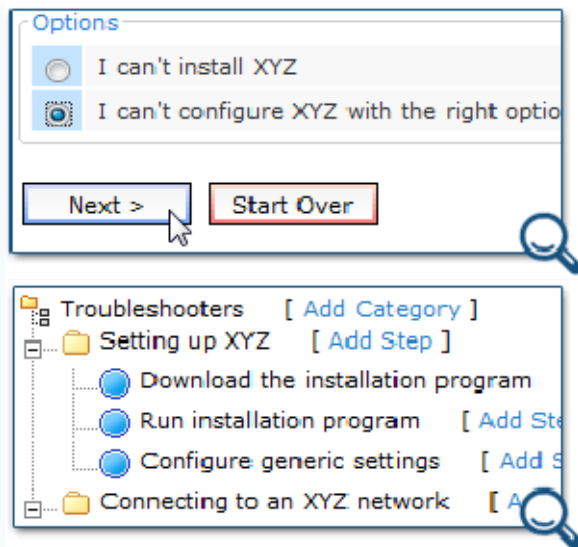 Options
I can't install XYZ
I can't configure XYZ with the right optio
Next >
Start Over
Troubleshooters [ Add Category ]
Setting up XYZ [ Add Step ]
Download the installation program
Run installation program [ Add Ste
Configure generic settings [ Add S
Connecting to an XYZ network [ A